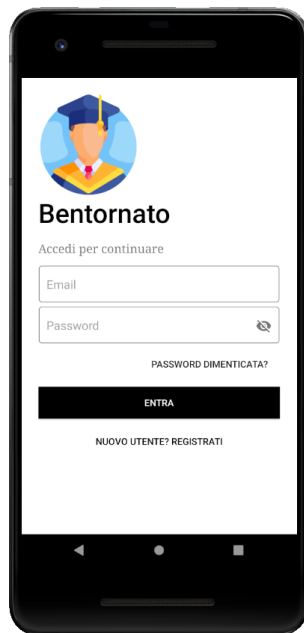 Bentornato
Accedi per continuare
Email
Password
PASSWORD DIMENTICATA?
ENTRA
NUOVO UTENTE? REGISTRATI